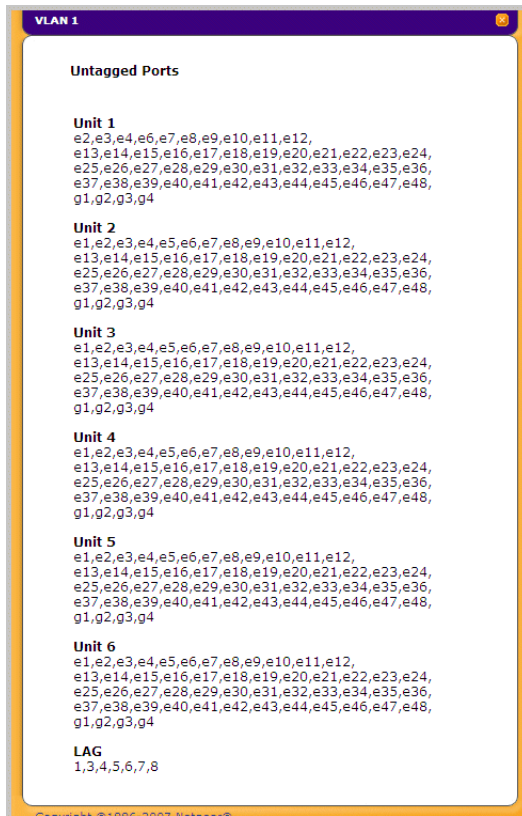 VLAN 1
Untagged Ports
Unit 1
e2,e3,e4,e6,e7,e8,e9,e10,e11,e12,
e13,e14,e15,e16,e17,e18,e19,e20,e21,e22,e23,e24,
e25,e26,e27,e28,e29,e30,e31,e32,e33,e34,e35,e36,
e37,e38,e39,e40,e41,e42,e43,e44,e45,e46,e47,e48,
g1,g2,g3,g4
Unit 2
e1,e2,e3,e4,e5,e6,e7,e8,e9,e10,e11,e12,
e13,e14,e15,e16,e17,e18,e19,e20,e21,e22,e23,e24,
e25,e26,e27,e28,e29,e30,e31,e32,e33,e34,e35,e36,
e37,e38,e39,e40,e41,e42,e43,e44,e45,e46,e47,e48,
g1,g2,g3,g4
Unit 3
e1,e2,e3,e4,e5,e6,e7,e8,e9,e10,e11,e12,
e13,e14,e15,e16,e17,e18,e19,e20,e21,e22,e23,e24,
e25,e26,e27,e28,e29,e30,e31,e32,e33,e34,e35,e36,
e37,e38,e39,e40,e41,e42,e43,e44,e45,e46,e47,e48,
g1,g2,g3,g4
Unit 4
e1,e2,e3,e4,e5,e6,e7,e8,e9,e10,e11,e12,
e13,e14,e15,e16,e17,e18,e19,e20,e21,e22,e23,e24,
e25,e26,e27,e28,e29,e30,e31,e32,e33,e34,e35,e36,
e37,e38,e39,e40,e41,e42,e43,e44,e45,e46,e47,e48,
g1,g2,g3,g4
Unit 5
e1,e2,e3,e4,e5,e6,e7,e8,e9,e10,e11,e12,
e13,e14,e15,e16,e17,e18,e19,e20,e21,e22,e23,e24,
e25,e26,e27,e28,e29,e30,e31,e32,e33,e34,e35,e36,
e37,e38,e39,e40,e41,e42,e43,e44,e45,e46,e47,e48,
g1,g2,g3,g4
Unit 6
e1,e2,e3,e4,e5,e6,e7,e8,e9,e10,e11,e12,
e13,e14,e15,e16,e17,e18,e19,e20,e21,e22,e23,e24,
e25,e26,e27,e28,e29,e30,e31,e32,e33,e34,e35,e36,
e37,e38,e39,e40,e41,e42,e43,e44,e45,e46,e47,e48,
g1,g2,g3,g4
LAG
1,3,4,5,6,7,8
Copyright ©1996-2007 Netgear®